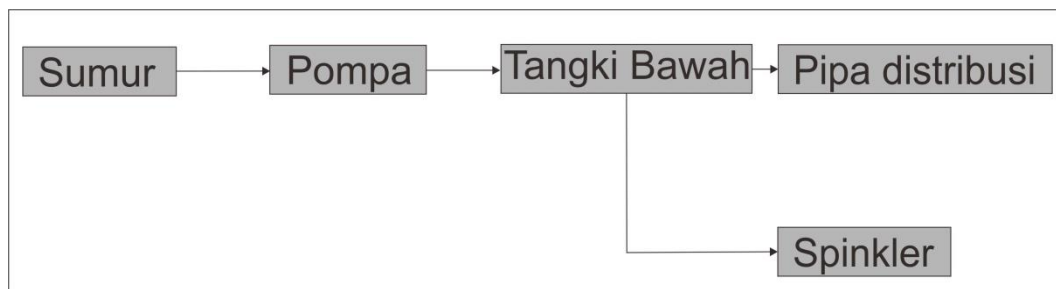 Sumur
Pompa
Tangki Bawah
Pipa distribusi
Spinkler